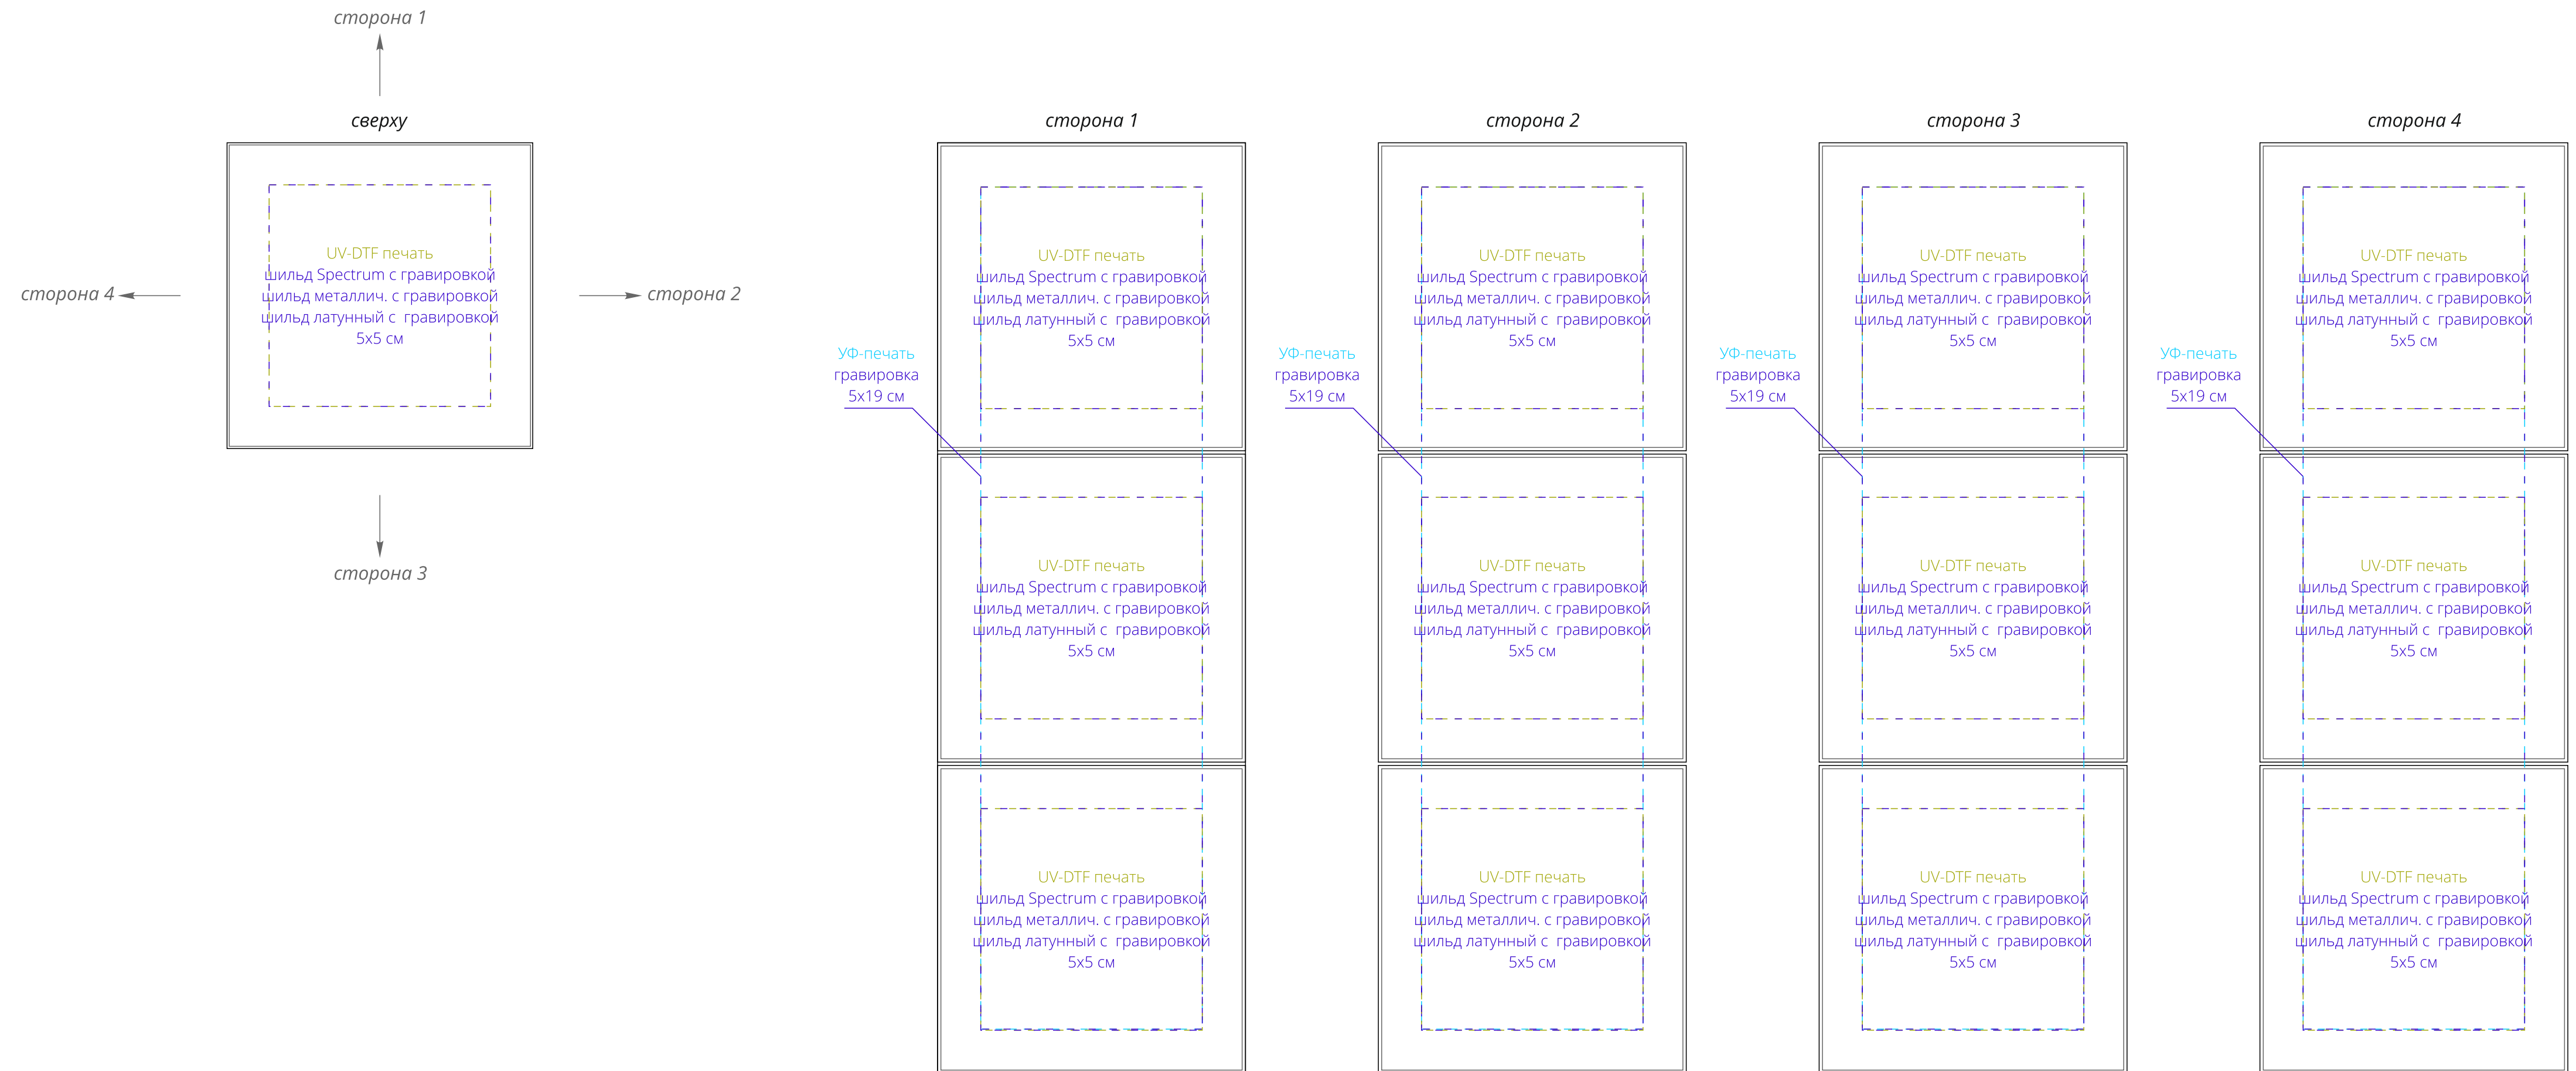 сторона 1
сверху
UV-DTF печать
шильд Spectrum с гравировкой
шильд металлич. с гравировкой
шильд латунный с  гравировкой
5х5 см
сторона 4
сторона 2
сторона 3
сторона 1
УФ-печать
гравировка
5х19 см
UV-DTF печать
шильд Spectrum с гравировкой
шильд металлич. с гравировкой
шильд латунный с  гравировкой
5х5 см
UV-DTF печать
шильд Spectrum с гравировкой
шильд металлич. с гравировкой
шильд латунный с  гравировкой
5х5 см
UV-DTF печать
шильд Spectrum с гравировкой
шильд металлич. с гравировкой
шильд латунный с  гравировкой
5х5 см
сторона 2
УФ-печать
гравировка
5х19 см
UV-DTF печать
шильд Spectrum с гравировкой
шильд металлич. с гравировкой
шильд латунный с  гравировкой
5х5 см
UV-DTF печать
шильд Spectrum с гравировкой
шильд металлич. с гравировкой
шильд латунный с  гравировкой
5х5 см
UV-DTF печать
шильд Spectrum с гравировкой
шильд металлич. с гравировкой
шильд латунный с  гравировкой
5х5 см
сторона 3
УФ-печать
гравировка
5х19 см
UV-DTF печать
шильд Spectrum с гравировкой
шильд металлич. с гравировкой
шильд латунный с  гравировкой
5х5 см
UV-DTF печать
шильд Spectrum с гравировкой
шильд металлич. с гравировкой
шильд латунный с  гравировкой
5х5 см
UV-DTF печать
шильд Spectrum с гравировкой
шильд металлич. с гравировкой
шильд латунный с  гравировкой
5х5 см
сторона 4
УФ-печать
гравировка
5х19 см
UV-DTF печать
шильд Spectrum с гравировкой
шильд металлич. с гравировкой
шильд латунный с  гравировкой
5х5 см
UV-DTF печать
шильд Spectrum с гравировкой
шильд металлич. с гравировкой
шильд латунный с  гравировкой
5х5 см
UV-DTF печать
шильд Spectrum с гравировкой
шильд металлич. с гравировкой
шильд латунный с  гравировкой
5х5 см